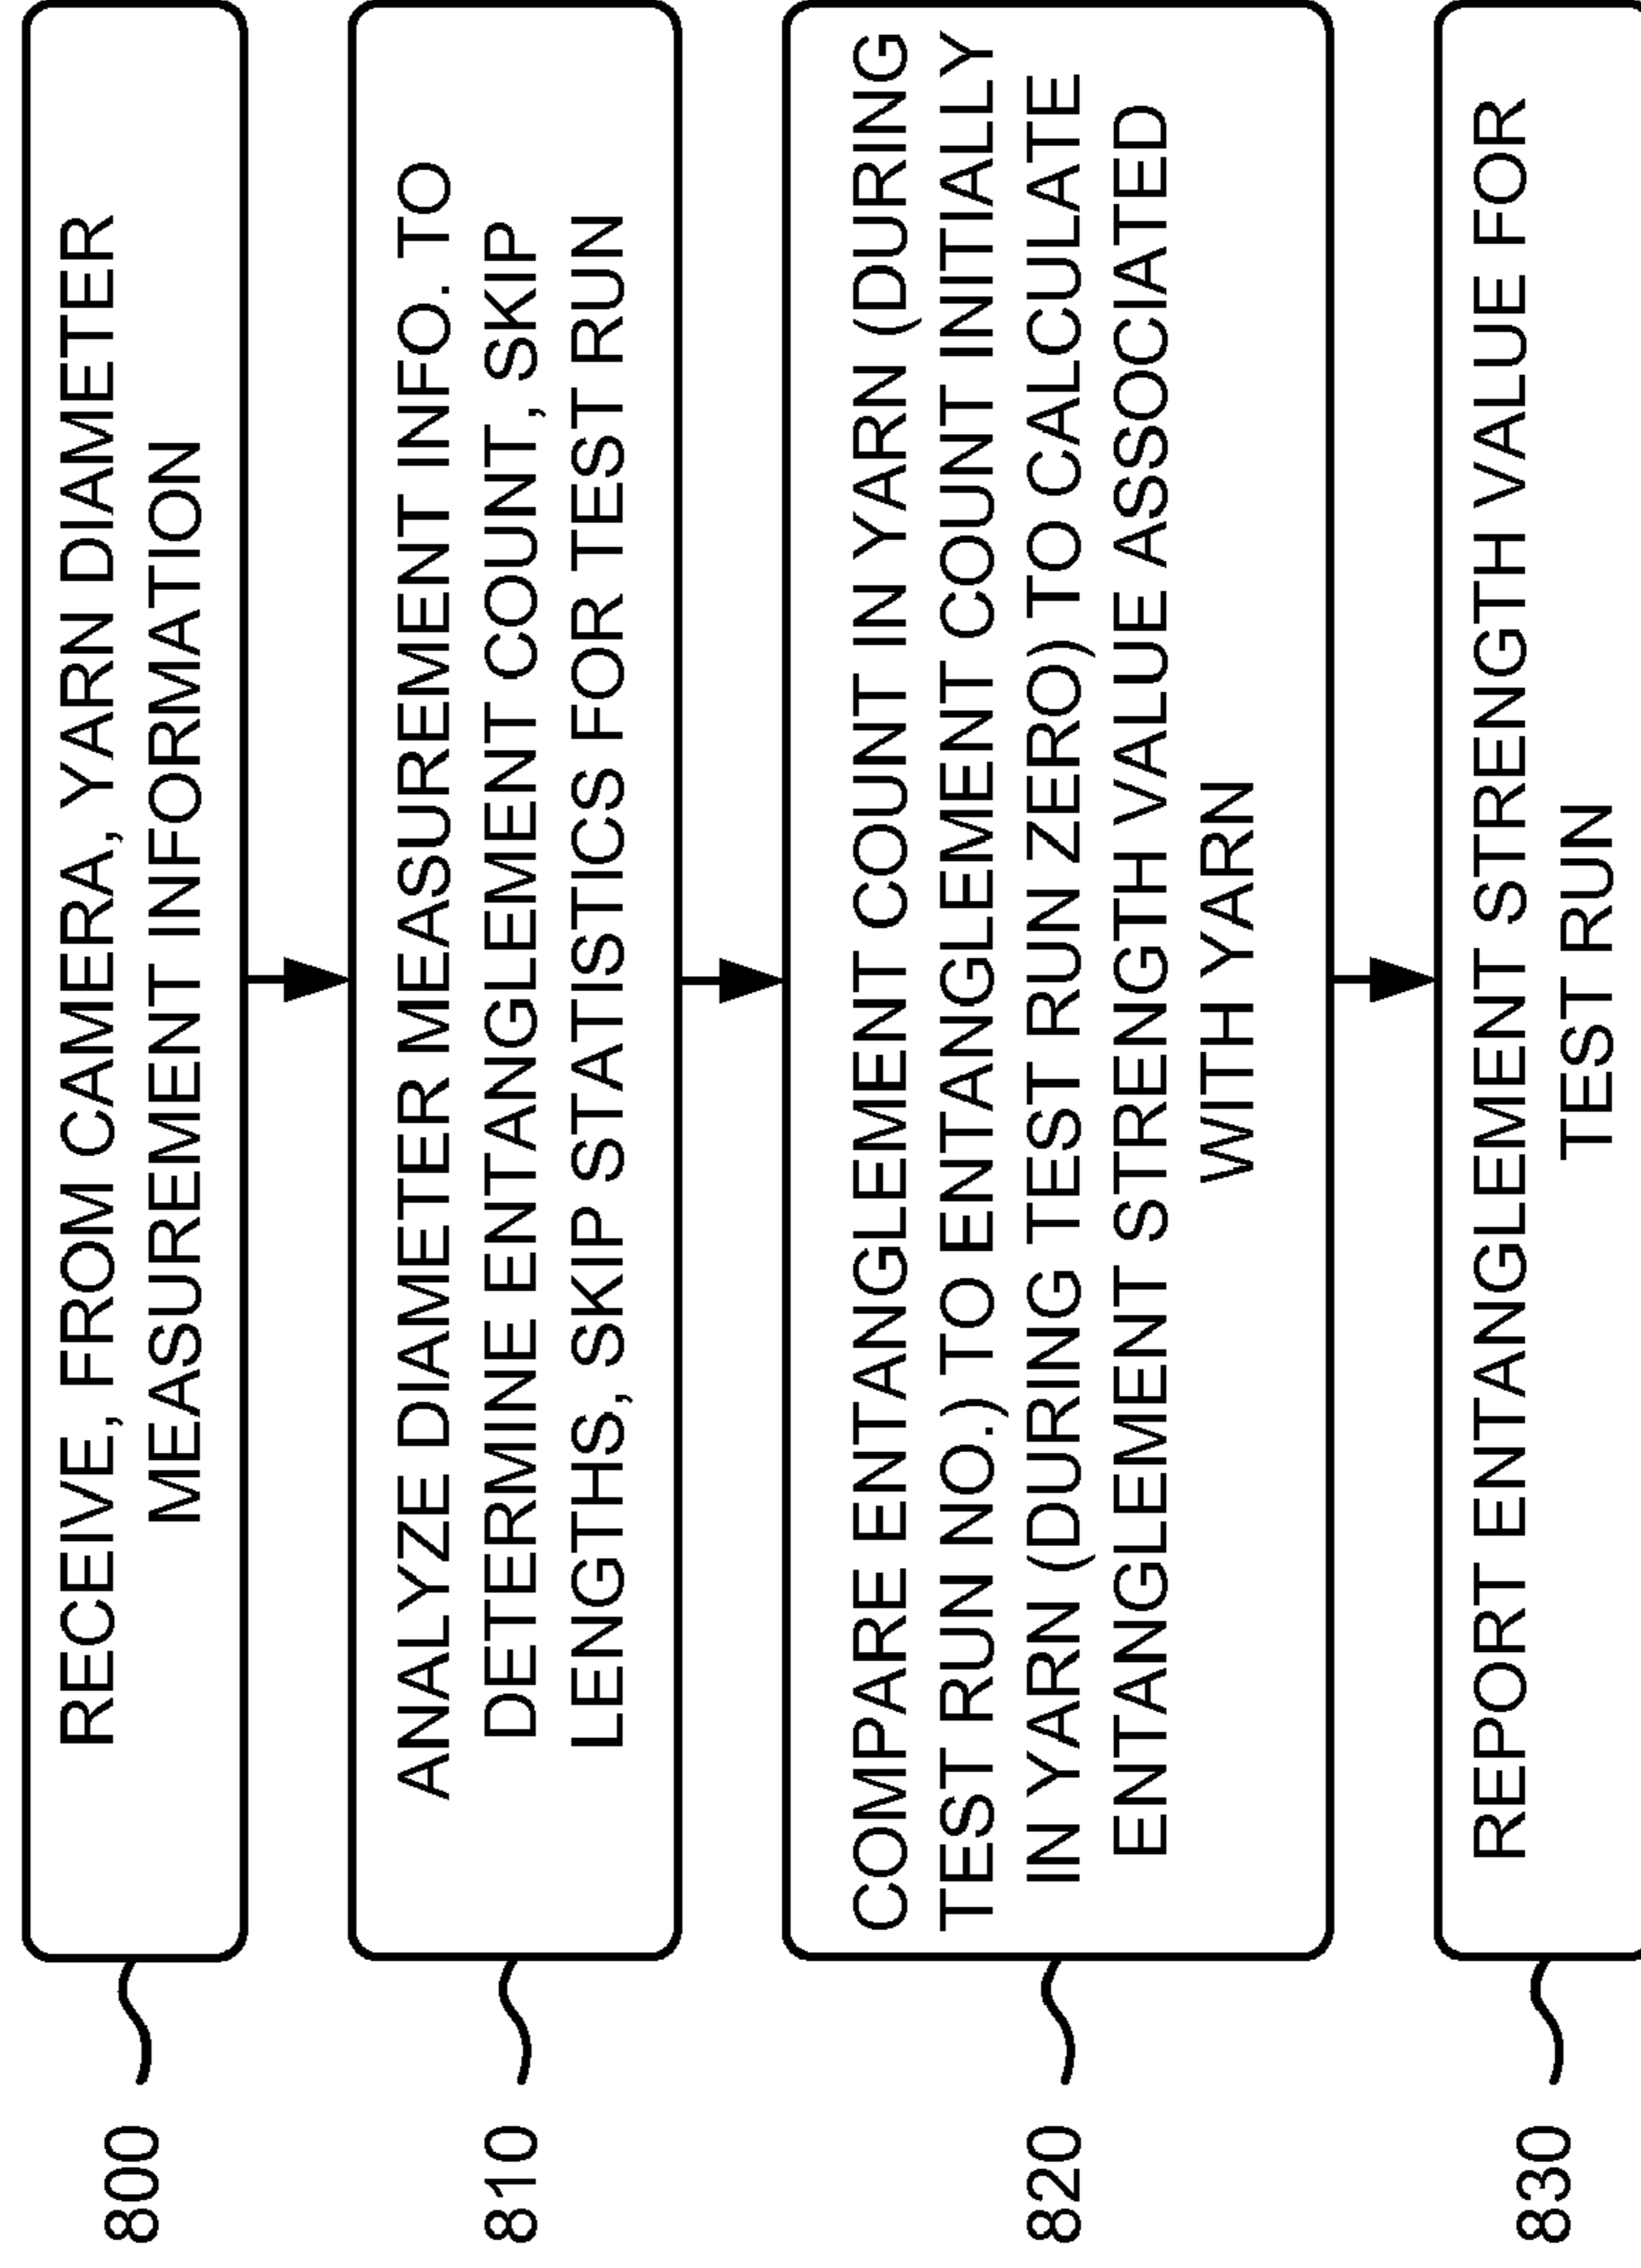 800
RECEIVE, FROM CAMERA, YARN DIAMETER
MEASUREMENT INFORMATION
810
ANALYZE DIAMETER MEASUREMENT INFO. TO
DETERMINE ENTANGLEMENT COUNT, SKIP
LENGTHS, SKIP STATISTICS FOR TEST RUN
820
COMPARE ENTANGLEMENT COUNT IN YARN (DURING
TEST RUN NO.) TO ENTANGLEMENT COUNT INITIALLY
IN YARN (DURING TEST RUN ZERO) TO CALCULATE
ENTANGLEMENT STRENGTH VALUE ASSOCIATED
WITH YARN
830
REPORT ENTANGLEMENT STRENGTH VALUE FOR
TEST RUN